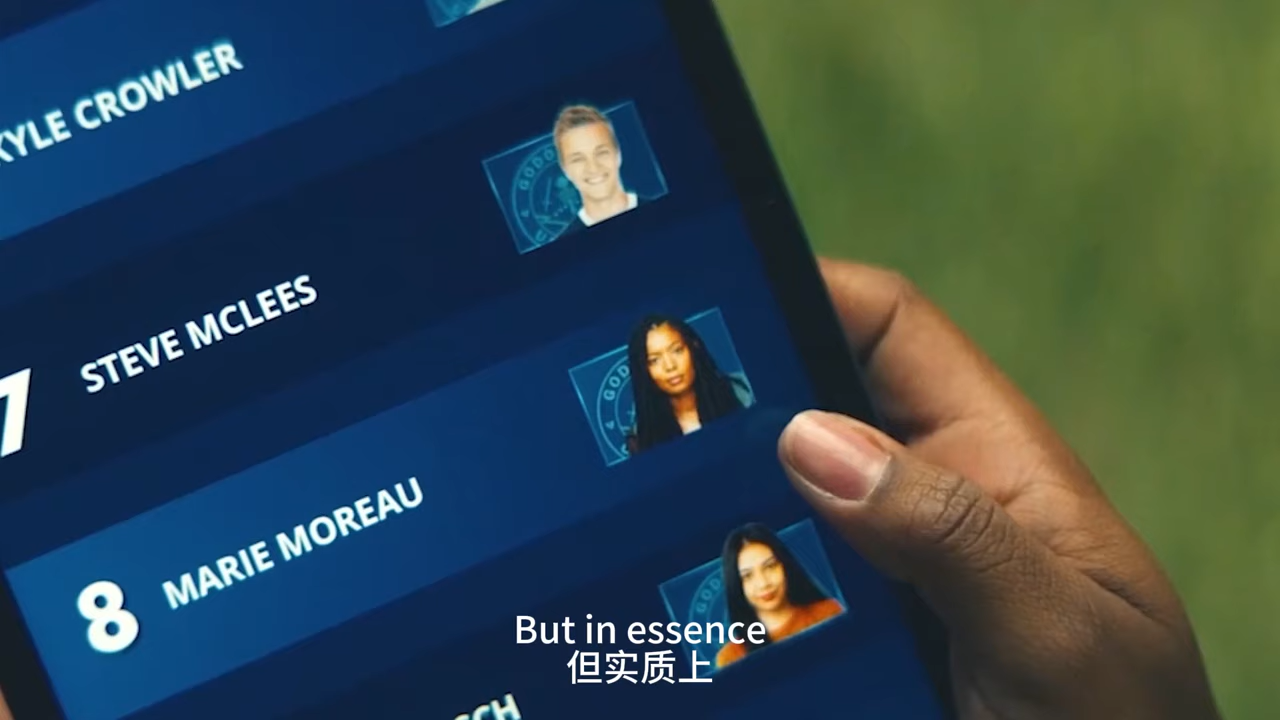 KYLE CROWLER
7 STEVE MCLEES
8 MARIE MOREAU
But in essence
但实质上